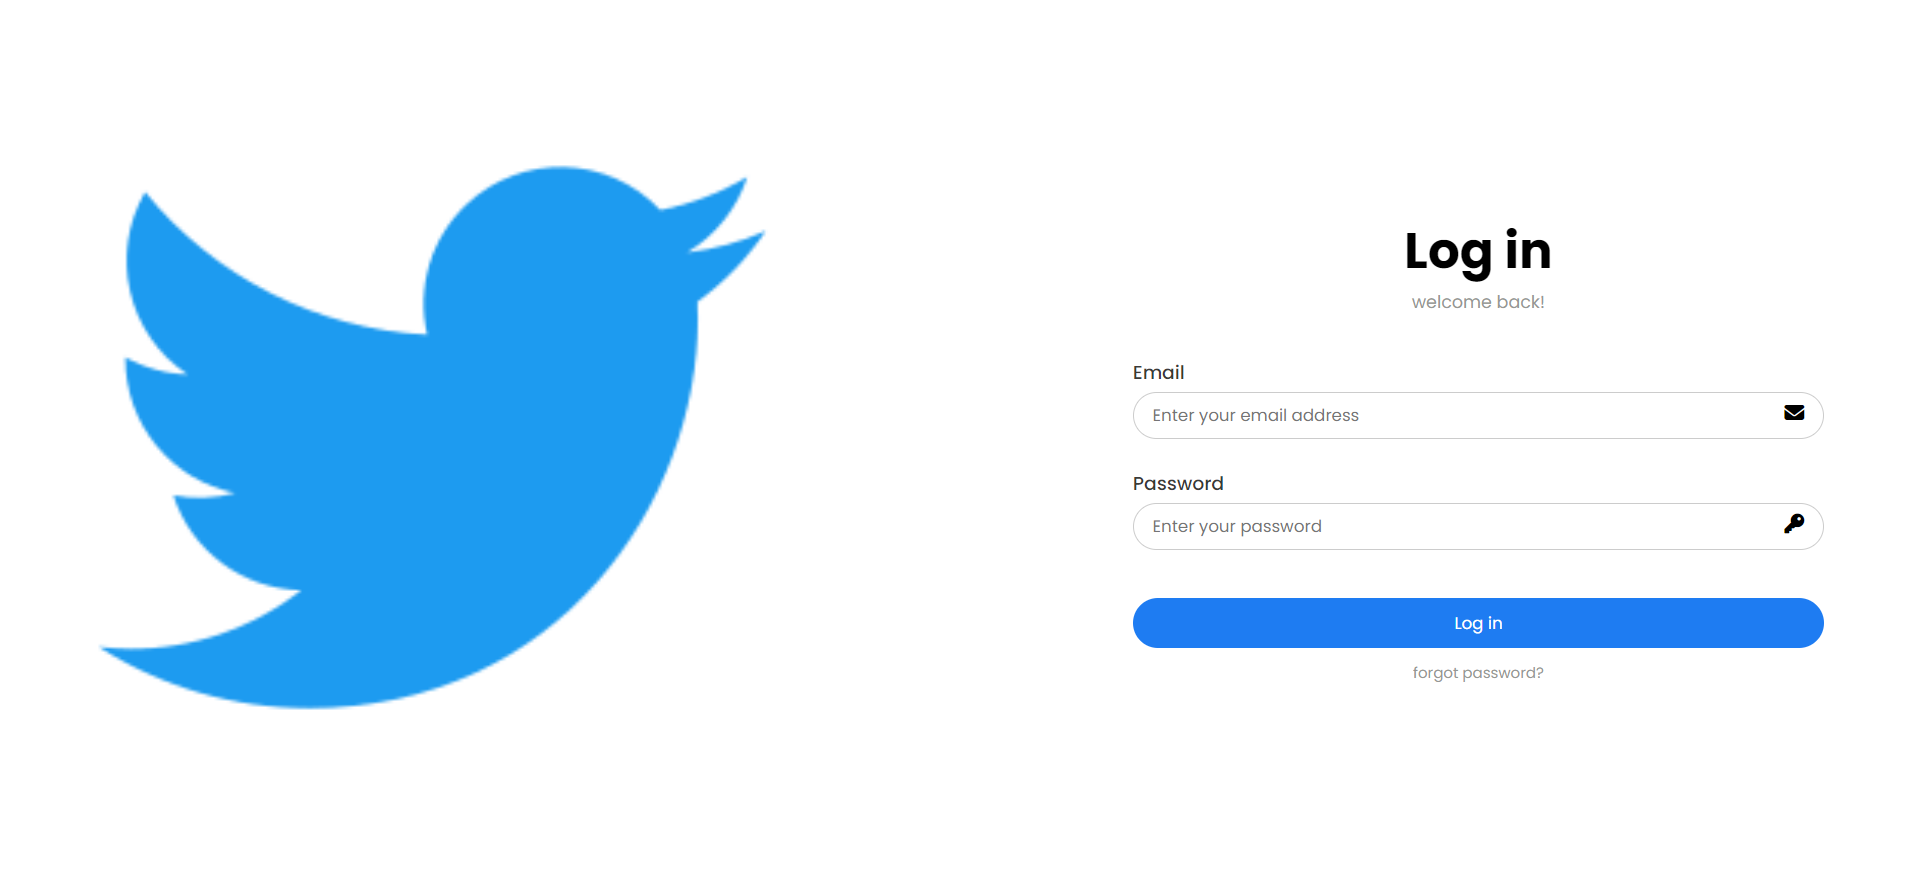 Log in
welcome back!
Email
Enter your email address
Password
Enter your password
Log in
forgot password?